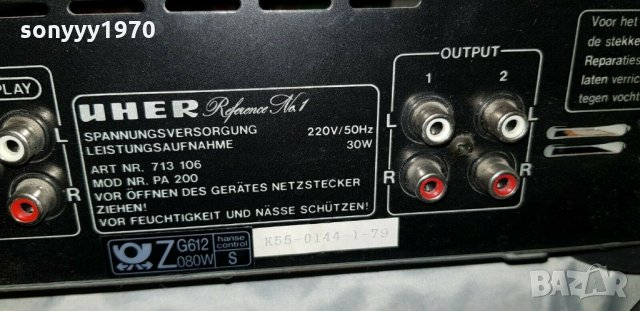 sonyyy1970
PLAY
L
R
UHER Reference No.1
SPANNUNGSVERSORGUNG 220V/50Hz
LEISTUNGSAUFNAHME 30W
ART NR. 713 106
MOD NR. PA 200
VOR ÖFFNEN DES GERÄTES NETZSTECKER
ZIEHEN!
VOR FEUCHTIGKEIT UND NÄSSE SCHÜTZEN!
Z G612
080W
hanse
control
S
K55-0144-1-79
OUTPUT
1 2
L L
R R
Voor het
de stekke
Reparaties
laten verric
tegen vocht
BAZAR